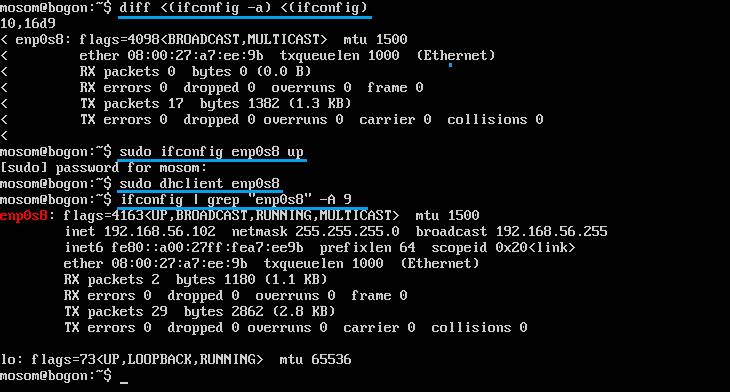 mosom@bogon:~$ diff <(ifconfig -a) <(ifconfig)
10,16d9
< enp0s8: flags=4098<BROADCAST,MULTICAST>  mtu 1500
<         ether 08:00:27:a7:ee:9b  txqueuelen 1000  (Ethernet)
<         RX packets 0  bytes 0 (0.0 B)
<         RX errors 0  dropped 0  overruns 0  frame 0
<         TX packets 17  bytes 1382 (1.3 KB)
<         TX errors 0  dropped 0 overruns 0  carrier 0  collisions 0
<
mosom@bogon:~$ sudo ifconfig enp0s8 up
[sudo] password for mosom:
mosom@bogon:~$ sudo dhclient enp0s8
mosom@bogon:~$ ifconfig | grep "enp0s8" -A 9
enp0s8: flags=4163<UP,BROADCAST,RUNNING,MULTICAST>  mtu 1500
        inet 192.168.56.102  netmask 255.255.255.0  broadcast 192.168.56.255
        inet6 fe80::a00:27ff:fea7:ee9b  prefixlen 64  scopeid 0x20<link>
        ether 08:00:27:a7:ee:9b  txqueuelen 1000  (Ethernet)
        RX packets 2  bytes 1180 (1.1 KB)
        RX errors 0  dropped 0  overruns 0  frame 0
        TX packets 29  bytes 2862 (2.8 KB)
        TX errors 0  dropped 0 overruns 0  carrier 0  collisions 0

lo: flags=73<UP,LOOPBACK,RUNNING>  mtu 65536
mosom@bogon:~$ _